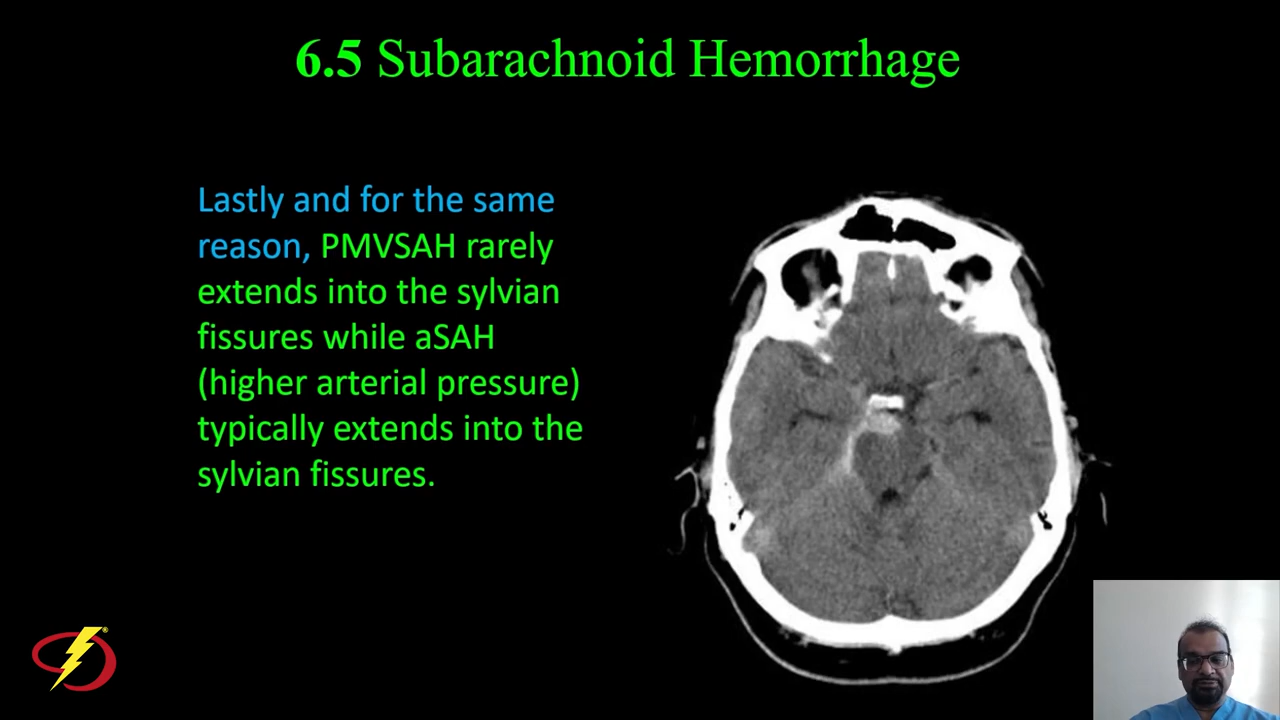 6.5 Subarachnoid Hemorrhage
Lastly and for the same
reason, PMVSAH rarely
extends into the sylvian
fissures while aSAH
(higher arterial pressure)
typically extends into the
sylvian fissures.